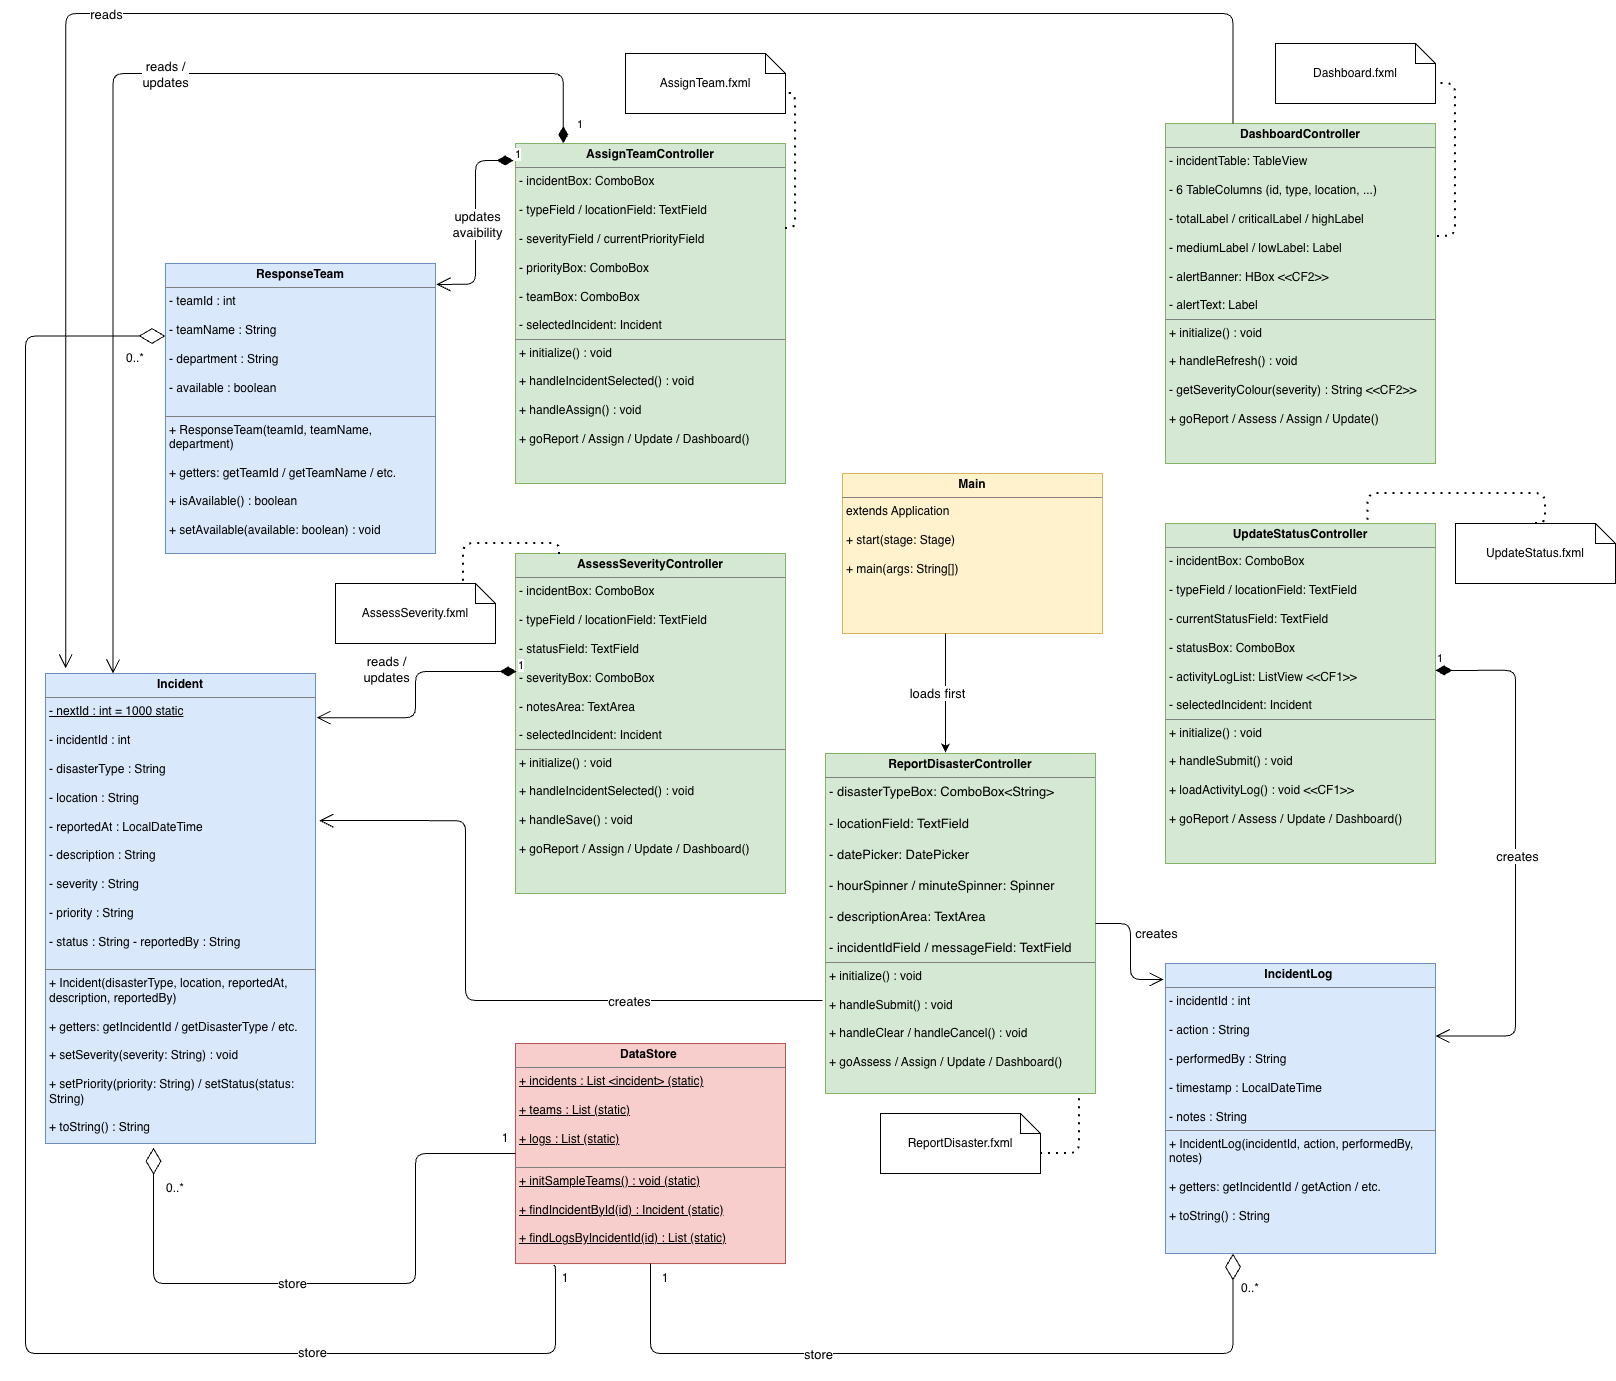 reads
reads /
updates
AssignTeam.fxml
Dashboard.fxml
1
1
AssignTeamController
- incidentBox: ComboBox
- typeField / locationField: TextField
- severityField / currentPriorityField
- priorityBox: ComboBox
- teamBox: ComboBox
- selectedIncident: Incident
+ initialize() : void
+ handleIncidentSelected() : void
+ handleAssign() : void
+ goReport / Assign / Update / Dashboard()
DashboardController
- incidentTable: TableView
- 6 TableColumns (id, type, location, ...)
- totalLabel / criticalLabel / highLabel
- mediumLabel / lowLabel: Label
- alertBanner: HBox <<CF2>>
- alertText: Label
+ initialize() : void
+ handleRefresh() : void
- getSeverityColour(severity) : String <<CF2>>
+ goReport / Assess / Assign / Update()
updates
avaibility
ResponseTeam
- teamId : int
- teamName : String
- department : String
- available : boolean
+ ResponseTeam(teamId, teamName,
department)
+ getters: getTeamId / getTeamName / etc.
+ isAvailable() : boolean
+ setAvailable(available: boolean) : void
0..*
Main
extends Application
+ start(stage: Stage)
+ main(args: String[])
loads first
UpdateStatusController
- incidentBox: ComboBox
- typeField / locationField: TextField
- currentStatusField: TextField
- statusBox: ComboBox
- activityLogList: ListView <<CF1>>
- selectedIncident: Incident
+ initialize() : void
+ handleSubmit() : void
+ loadActivityLog() : void <<CF1>>
+ goReport / Assess / Update / Dashboard()
UpdateStatus.fxml
1
creates
AssessSeverity.fxml
AssessSeverityController
- incidentBox: ComboBox
- typeField / locationField: TextField
- statusField: TextField
- severityBox: ComboBox
- notesArea: TextArea
- selectedIncident: Incident
+ initialize() : void
+ handleIncidentSelected() : void
+ handleSave() : void
+ goReport / Assign / Update / Dashboard()
1
reads /
updates
Incident
- nextId : int = 1000 static
- incidentId : int
- disasterType : String
- location : String
- reportedAt : LocalDateTime
- description : String
- severity : String
- priority : String
- status : String - reportedBy : String
+ Incident(disasterType, location, reportedAt,
description, reportedBy)
+ getters: getIncidentId / getDisasterType / etc.
+ setSeverity(severity: String) : void
+ setPriority(priority: String) / setStatus(status:
String)
+ toString() : String
0..*
ReportDisasterController
- disasterTypeBox: ComboBox<String>
- locationField: TextField
- datePicker: DatePicker
- hourSpinner / minuteSpinner: Spinner
- descriptionArea: TextArea
- incidentIdField / messageField: TextField
+ initialize() : void
+ handleSubmit() : void
+ handleClear / handleCancel() : void
+ goAssess / Assign / Update / Dashboard()
creates
creates
ReportDisaster.fxml
IncidentLog
- incidentId : int
- action : String
- performedBy : String
- timestamp : LocalDateTime
- notes : String
+ IncidentLog(incidentId, action, performedBy,
notes)
+ getters: getIncidentId / getAction / etc.
+ toString() : String
0..*
DataStore
+ incidents : List <incident> (static)
+ teams : List (static)
+ logs : List (static)
+ initSampleTeams() : void (static)
+ findIncidentById(id) : Incident (static)
+ findLogsByIncidentId(id) : List (static)
1
1
1
store
store
store